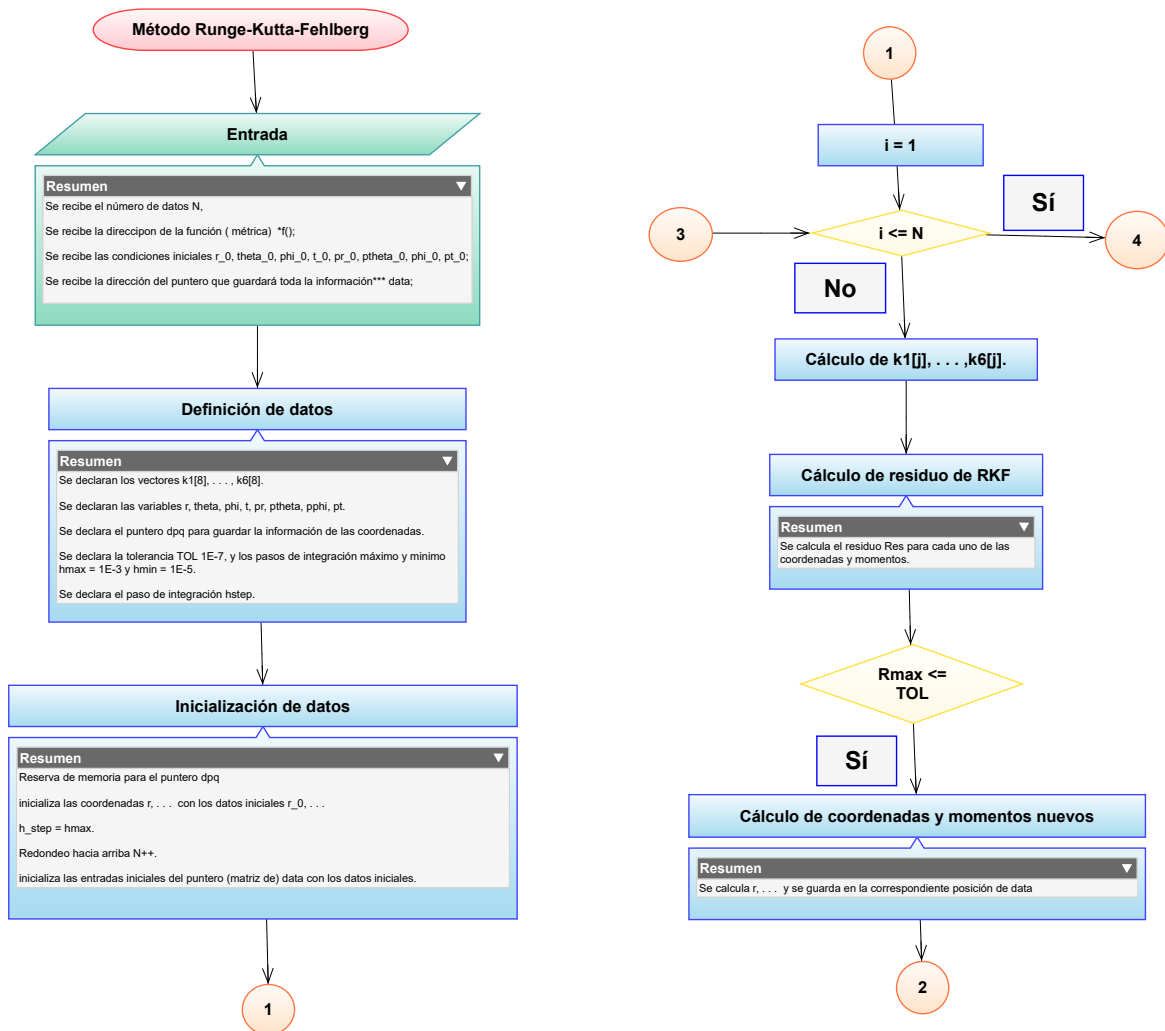 Método Runge-Kutta-Fehlberg
Entrada
Resumen
Se recibe el número de datos N,
Se recibe la direccipon de la función ( métrica) *f();
Se recibe las condiciones iniciales r_0, theta_0, phi_0, t_0, pr_0, ptheta_0, phi_0, pt_0;
Se recibe la dirección del puntero que guardará toda la información*** data;
Definición de datos
Resumen
Se declaran los vectores k1[8], . . . , k6[8].
Se declaran las variables r, theta, phi, t, pr, ptheta, pphi, pt.
Se declara el puntero dpq para guardar la información de las coordenadas.
Se declara la tolerancia TOL 1E-7, y los pasos de integración máximo y minimo
hmax = 1E-3 y hmin = 1E-5.
Se declara el paso de integración hstep.
Inicialización de datos
Resumen
Reserva de memoria para el puntero dpq
inicializa las coordenadas r, . . . con los datos iniciales r_0, . . .
h_step = hmax.
Redondeo hacia arriba N++.
inicializa las entradas iniciales del puntero (matriz de) data con los datos iniciales.
1
1
i = 1
Sí
3
i <= N
4
No
Cálculo de k1[j], . . . ,k6[j].
Cálculo de residuo de RKF
Resumen
Se calcula el residuo Res para cada uno de las
coordenadas y momentos.
Rmax <=
TOL
Sí
Cálculo de coordenadas y momentos nuevos
Resumen
Se calcula r, . . . y se guarda en la correspondiente posición de data
2